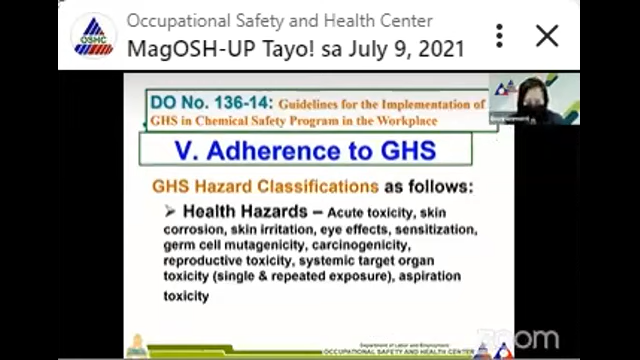 Occupational Safety and Health Center
MagOSH-UP Tayo! sa July 9, 2021
OSHC
DO No. 136-14: Guidelines for the Implementation of
GHS in Chemical Safety Program in the Workplace
V. Adherence to GHS
GHS Hazard Classifications as follows:
➢ Health Hazards – Acute toxicity, skin
corrosion, skin irritation, eye effects, sensitization,
germ cell mutagenicity, carcinogenicity,
reproductive toxicity, systemic target organ
toxicity (single & repeated exposure), aspiration
toxicity
Department of Labor and Employment
OCCUPATIONAL SAFETY AND HEALTH CENTER
zoom